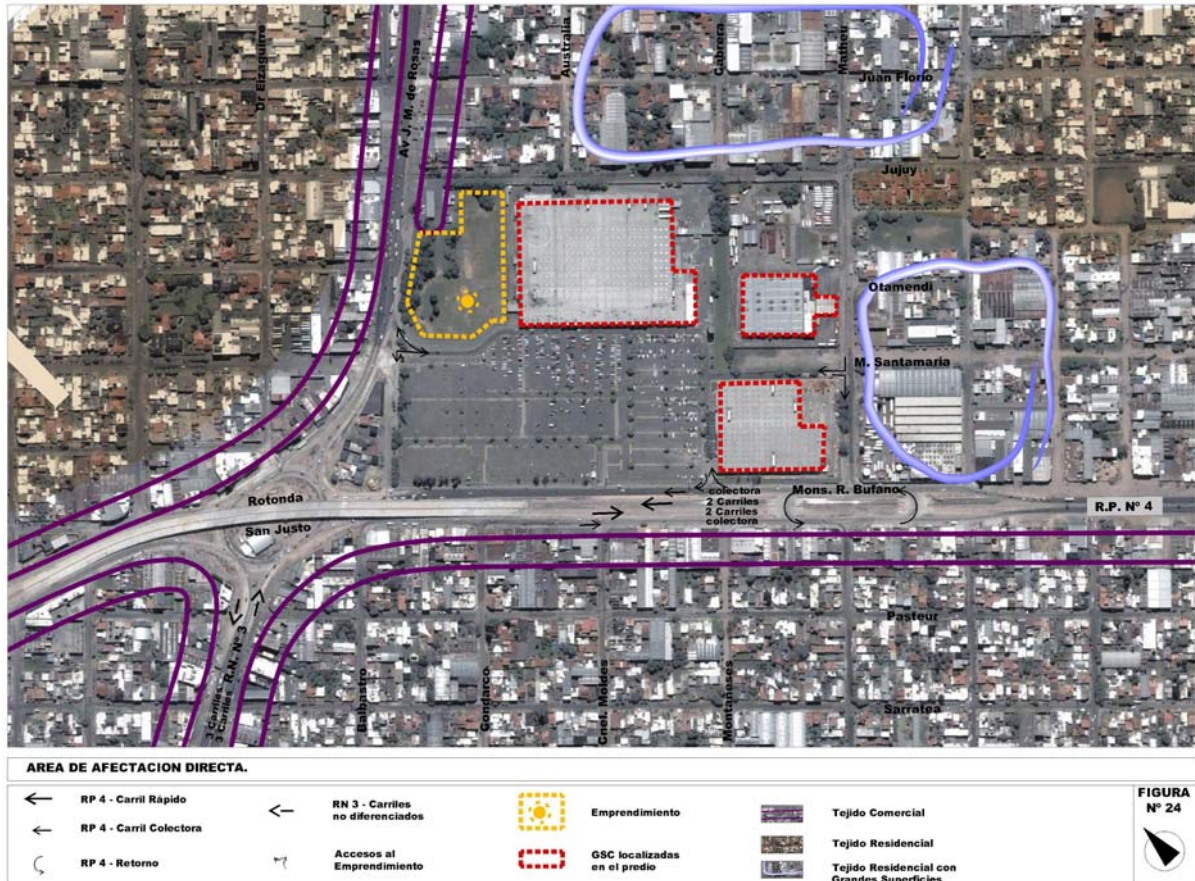 Dr Elizaguirre
Av J. M. de Rosas
Australia
Cabrera
Matheu
Juan Florio
Jujuy
Otamendi
M. Santamaria
Rotonda
San Justo
colectora
2 Carriles
2 Carriles
colectora
Mons. R. Bufano
R.P. Nº 4
3 Carriles
3 Carriles
R.N. Nº 3
Balbastro
Condarco
Cnel. Moldes
Montañeses
Pasteur
Sarratea
AREA DE AFECTACION DIRECTA.
RP 4 - Carril Rápido
RP 4 - Carril Colectora
RP 4 - Retorno
RN 3 - Carriles
no diferenciados
Accesos al
Emprendimiento
Emprendimiento
GSC localizadas
en el predio
Tejido Comercial
Tejido Residencial
Tejido Residencial con
Grandes Superficies
FIGURA
Nº 24